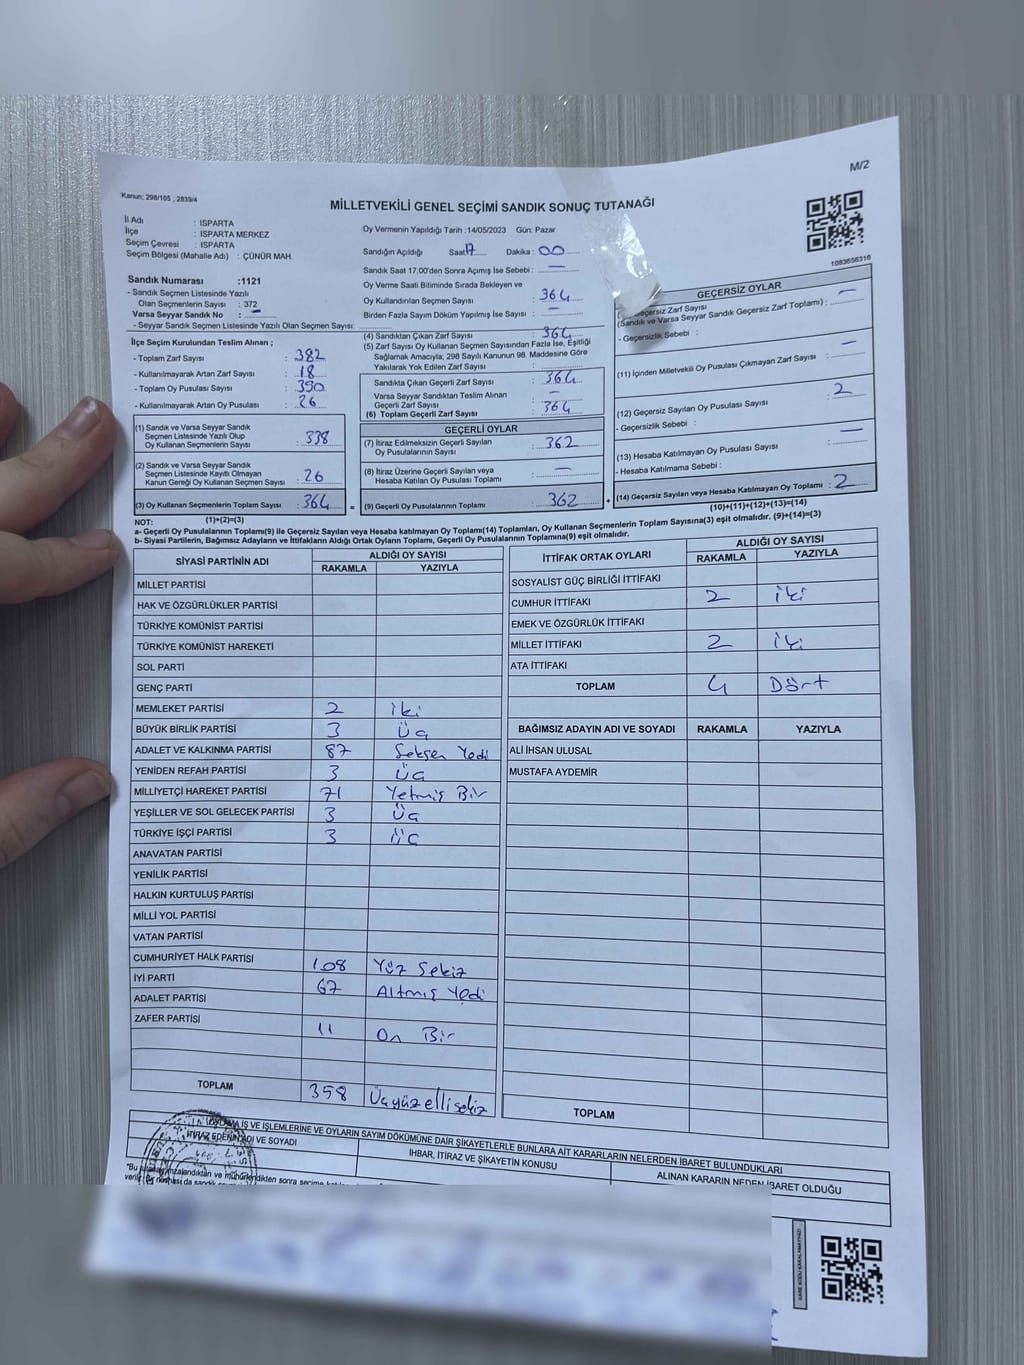 M/2
Kanun; 298/105 , 2839/4
MİLLETVEKİLİ GENEL SEÇİMİ SANDIK SONUÇ TUTANAĞI
1083656316
İl Adı : ISPARTA
İlçe : ISPARTA MERKEZ
Seçim Çevresi : ISPARTA
Seçim Bölgesi (Mahalle Adı) : ÇÜNÜR MAH.
Sandık Numarası :1121
- Sandık Seçmen Listesinde Yazılı
Olan Seçmenlerin Sayısı : 372
Varsa Seyyar Sandık No : –
- Seyyar Sandık Seçmen Listesinde Yazılı Olan Seçmen Sayısı:
İlçe Seçim Kurulundan Teslim Alınan ;
- Toplam Zarf Sayısı : 382
- Kullanılmayarak Artan Zarf Sayısı : 18
- Toplam Oy Pusulası Sayısı : 390
- Kullanılmayarak Artan Oy Pusulası : 26
(1) Sandık ve Varsa Seyyar Sandık
Seçmen Listesinde Yazılı Olup
Oy Kullanan Seçmenlerin Sayısı : 338
(2) Sandık ve Varsa Seyyar Sandık
Seçmen Listesinde Kayıtlı Olmayan
Kanun Gereği Oy Kullanan Seçmen Sayısı : 26
(3) Oy Kullanan Seçmenlerin Toplam Sayısı : 364
(1)+(2)=(3)
Oy Vermenin Yapıldığı Tarih :14/05/2023 Gün: Pazar
Sandığın Açıldığı Saat: 17 Dakika : 00
Sandık Saat 17:00'den Sonra Açımış İse Sebebi : –
Oy Verme Saati Bitiminde Sırada Bekleyen ve
Oy Kullandırılan Seçmen Sayısı : 364
Birden Fazla Sayım Döküm Yapılmış İse Sayısı : –
(4) Sandıktan Çıkan Zarf Sayısı : 364
(5) Zarf Sayısı Oy Kullanan Seçmen Sayısından Fazla İse, Eşitliği
Sağlamak Amacıyla; 298 Sayılı Kanunun 98. Maddesine Göre
Yakılarak Yok Edilen Zarf Sayısı :
Sandıkta Çıkan Geçerli Zarf Sayısı : 364
Varsa Seyyar Sandıktan Teslim Alınan
Geçerli Zarf Sayısı : –
(6) Toplam Geçerli Zarf Sayısı : 364
GEÇERLİ OYLAR
(7) İtiraz Edilmeksizin Geçerli Sayılan
Oy Pusulalarının Sayısı : 362
(8) İtiraz Üzerine Geçerli Sayılan veya
Hesaba Katılan Oy Pusulası Toplamı : –
(9) Geçerli Oy Pusulalarının Toplamı : 362
GEÇERSİZ OYLAR
Geçersiz Zarf Sayısı
(Sandık ve Varsa Seyyar Sandık Geçersiz Zarf Toplamı) : –
- Geçersizlik Sebebi :
(11) İçinden Milletvekili Oy Pusulası Çıkmayan Zarf Sayısı : –
(12) Geçersiz Sayılan Oy Pusulası Sayısı : 2
- Geçersizlik Sebebi :
(13) Hesaba Katılmayan Oy Pusulası Sayısı : –
- Hesaba Katılmama Sebebi :
(14) Geçersiz Sayılan veya Hesaba Katılmayan Oy Toplamı : 2
(10)+(11)+(12)+(13)=(14)
NOT:
a- Geçerli Oy Pusulalarının Toplamı(9) ile Geçersiz Sayılan veya Hesaba katılmayan Oy Toplamı(14) Toplamları, Oy Kullanan Seçmenlerin Toplam Sayısına(3) eşit olmalıdır. (9)+(14)=(3)
b- Siyasi Partilerin, Bağımsız Adayların ve İttifakların Aldığı Ortak Oyların Toplamı, Geçerli Oy Pusulalarının Toplamına(9) eşit olmalıdır.
SİYASİ PARTİNİN ADI ALDIĞI OY SAYISI
RAKAMLA YAZIYLA
MİLLET PARTİSİ
HAK VE ÖZGÜRLÜKLER PARTİSİ
TÜRKİYE KOMÜNİST PARTİSİ
TÜRKİYE KOMÜNİST HAREKETİ
SOL PARTİ
GENÇ PARTİ
MEMLEKET PARTİSİ 2 iki
BÜYÜK BİRLİK PARTİSİ 3 Üç
ADALET VE KALKINMA PARTİSİ 87 Seksen Yedi
YENİDEN REFAH PARTİSİ 3 Üç
MİLLİYETÇİ HAREKET PARTİSİ 71 Yetmiş Bir
YEŞİLLER VE SOL GELECEK PARTİSİ 3 Üç
TÜRKİYE İŞÇİ PARTİSİ 3 Üç
ANAVATAN PARTİSİ
YENİLİK PARTİSİ
HALKIN KURTULUŞ PARTİSİ
MİLLİ YOL PARTİSİ
VATAN PARTİSİ
CUMHURİYET HALK PARTİSİ 108 Yüz Sekiz
İYİ PARTİ 67 Altmış Yedi
ADALET PARTİSİ
ZAFER PARTİSİ 11 On Bir
TOPLAM 358 Üçyüzellisekiz
İTTİFAK ORTAK OYLARI ALDIĞI OY SAYISI
RAKAMLA YAZIYLA
SOSYALİST GÜÇ BİRLİĞİ İTTİFAKI
CUMHUR İTTİFAKI 2 iki
EMEK VE ÖZGÜRLÜK İTTİFAKI
MİLLET İTTİFAKI 2 iki
ATA İTTİFAKI
TOPLAM 4 Dört
BAĞIMSIZ ADAYIN ADI VE SOYADI RAKAMLA YAZIYLA
ALİ İHSAN ULUSAL
MUSTAFA AYDEMİR
TOPLAM
İŞ VE İŞLEMLERİNE VE OYLARIN SAYIM DÖKÜMÜNE DAİR ŞİKAYETLERLE BUNLARA AİT KARARLARIN NELERDEN İBARET BULUNDUKLARI
İTİRAZ EDENİN ADI VE SOYADI
İHBAR, İTİRAZ VE ŞİKAYETİN KONUSU
ALINAN KARARIN NEDEN İBARET OLDUĞU